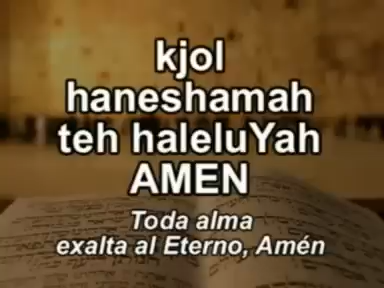 kjol
haneshamah
teh haleluYah
AMEN
Toda alma
exalta al Eterno, Amén